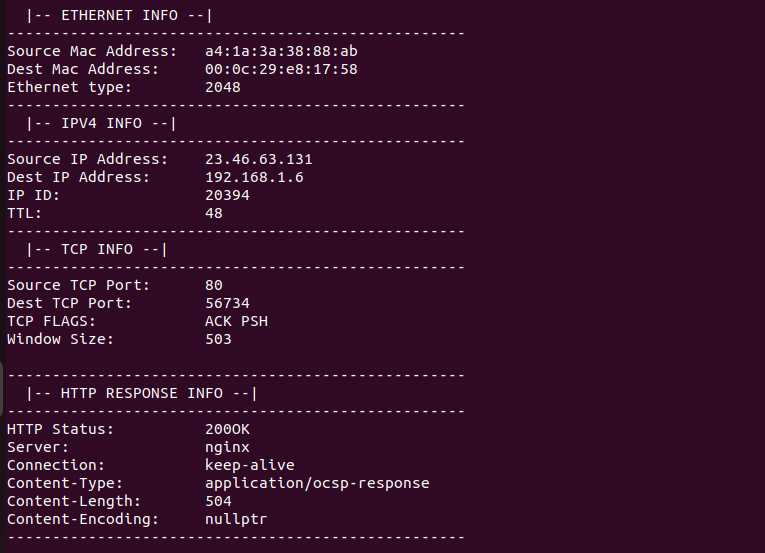 |-- ETHERNET INFO --|
---------------------------------------------------
Source Mac Address:   a4:1a:3a:38:88:ab
Dest Mac Address:     00:0c:29:e8:17:58
Ethernet type:        2048
---------------------------------------------------
|-- IPV4 INFO --|
---------------------------------------------------
Source IP Address:    23.46.63.131
Dest IP Address:      192.168.1.6
IP ID:                20394
TTL:                  48
---------------------------------------------------
|-- TCP INFO --|
---------------------------------------------------
Source TCP Port:      80
Dest TCP Port:        56734
TCP FLAGS:            ACK PSH
Window Size:          503
---------------------------------------------------
|-- HTTP RESPONSE INFO --|
---------------------------------------------------
HTTP Status:          200OK
Server:               nginx
Connection:           keep-alive
Content-Type:         application/ocsp-response
Content-Length:       504
Content-Encoding:     nullptr
---------------------------------------------------